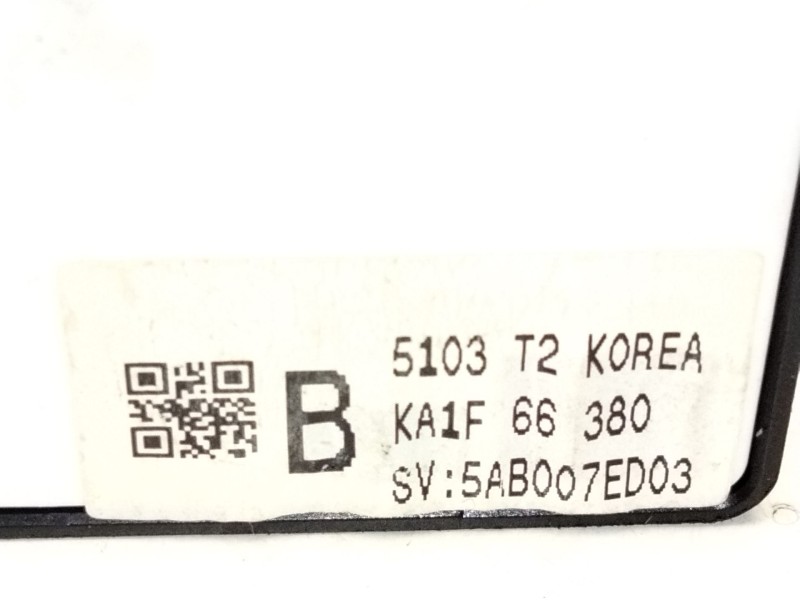 B
5103 T2 KOREA
KA1F 66 380
SV:5AB007ED03